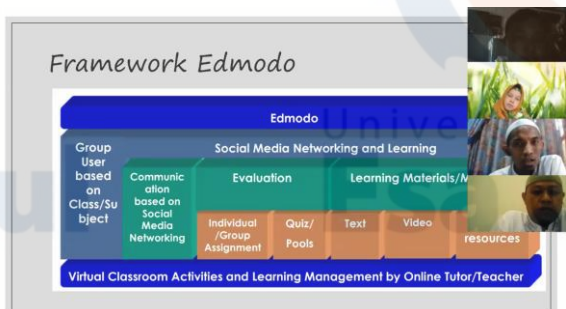 Framework Edmodo
Edmodo
Group
User
based
on
Class/Su
bject
Social Media Networking and Learning
Communic
ation
based on
Social
Media
Networking
Evaluation
Learning Materials/M
Individual
/Group
Assignment
Quiz/
Pools
Text
Video
resources
Virtual Classroom Activities and Learning Management by Online Tutor/Teacher